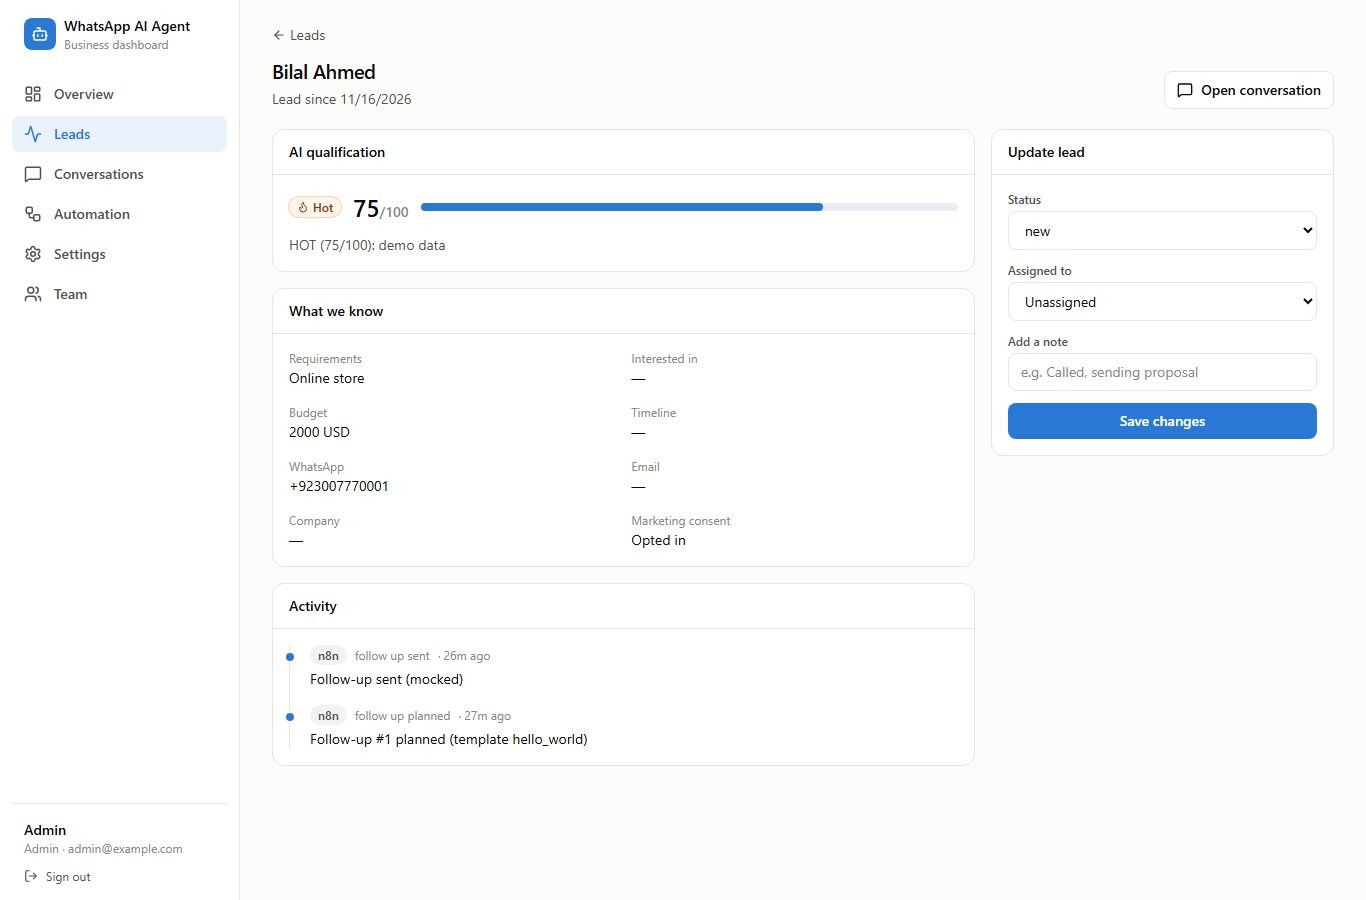 WhatsApp AI Agent
Business dashboard
Overview
Leads
Conversations
Automation
Settings
Team
Admin
Admin · admin@example.com
Sign out
← Leads
Bilal Ahmed
Lead since 11/16/2026
Open conversation
AI qualification
Hot 75/100
HOT (75/100): demo data
What we know
Requirements
Online store
Interested in
—
Budget
2000 USD
Timeline
—
WhatsApp
+923007770001
Email
—
Company
—
Marketing consent
Opted in
Activity
n8n follow up sent · 26m ago
Follow-up sent (mocked)
n8n follow up planned · 27m ago
Follow-up #1 planned (template hello_world)
Update lead
Status
new
Assigned to
Unassigned
Add a note
e.g. Called, sending proposal
Save changes